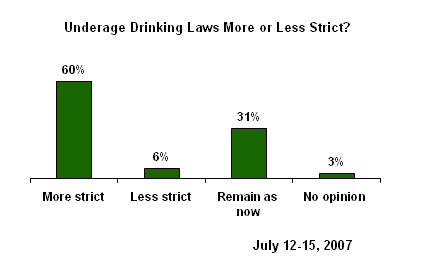 Underage Drinking Laws More or Less Strict?
60%
6%
31%
3%
More strict
Less strict
Remain as
now
No opinion
July 12-15, 2007